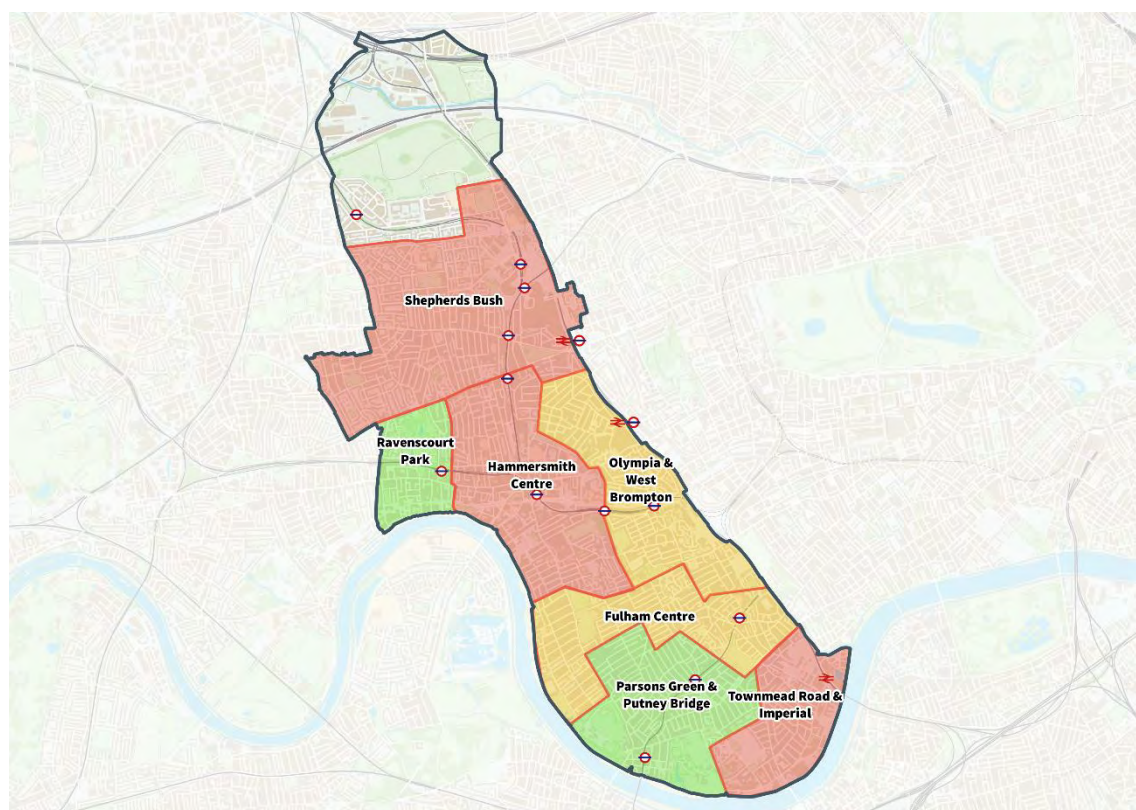 Shepherds Bush
Ravenscourt
Park
Hammersmith
Centre
Olympia &
West
Brompton
Fulham Centre
Parsons Green &
Putney Bridge
Townmead Road &
Imperial